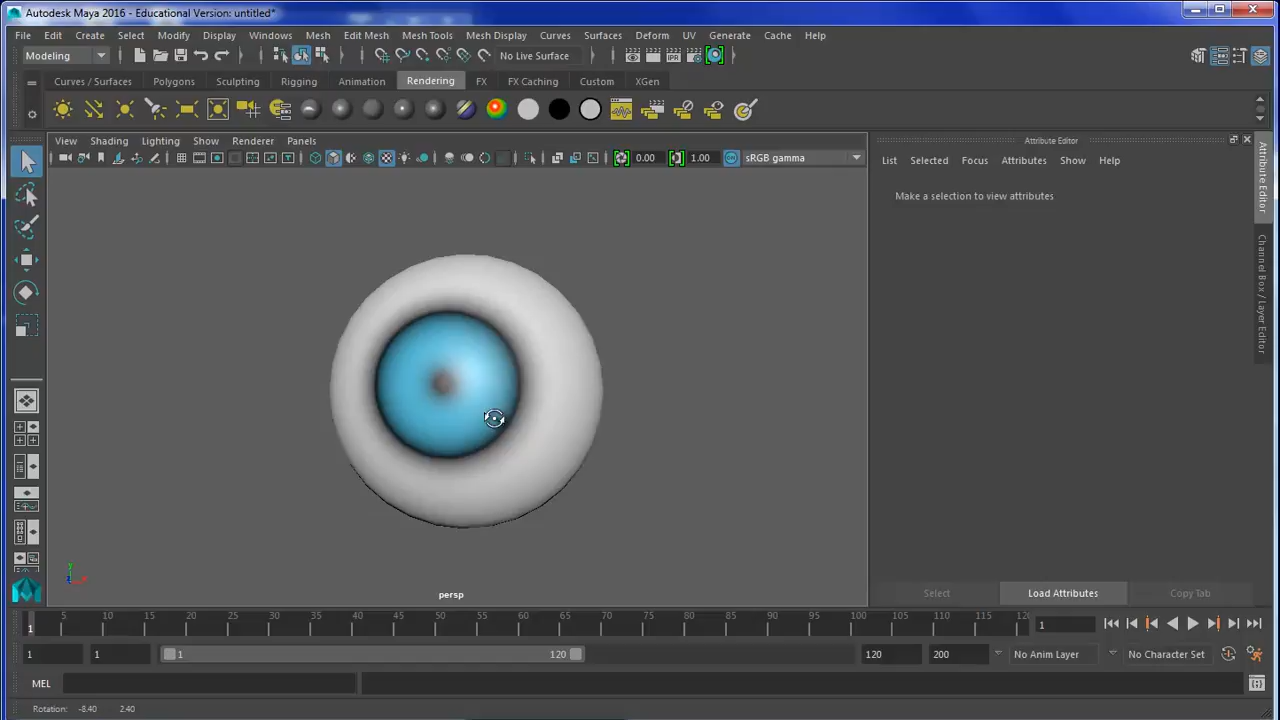 Autodesk Maya 2016 - Educational Version: untitled*
File Edit Create Select Modify Display Windows Mesh Edit Mesh Mesh Tools Mesh Display Curves Surfaces Deform UV Generate Cache Help
Modeling No Live Surface
Curves / Surfaces Polygons Sculpting Rigging Animation Rendering FX FX Caching Custom XGen
View Shading Lighting Show Renderer Panels
0.00 1.00 sRGB gamma
persp
Attribute Editor
List Selected Focus Attributes Show Help
Make a selection to view attributes
Select Load Attributes Copy Tab
Attribute Editor
Channel Box / Layer Editor
1 5 10 15 20 25 30 35 40 45 50 55 60 65 70 75 80 85 90 95 100 105 110 115 120 1
1 1 1 120 120 200 No Anim Layer No Character Set
MEL
Rotation: -8.40 2.40